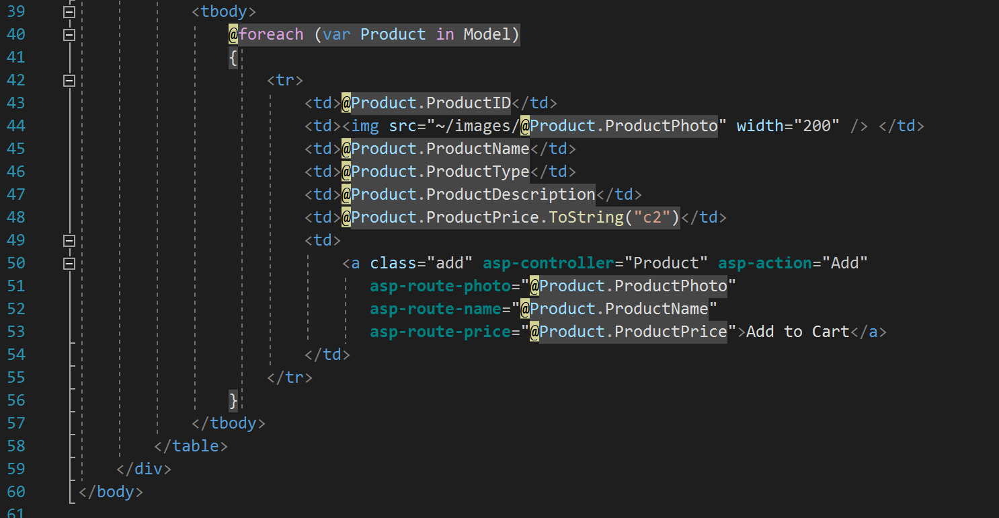 39 <tbody>
40 @foreach (var Product in Model)
41 {
42 <tr>
43 <td>@Product.ProductID</td>
44 <td><img src="~/images/@Product.ProductPhoto" width="200" /> </td>
45 <td>@Product.ProductName</td>
46 <td>@Product.ProductType</td>
47 <td>@Product.ProductDescription</td>
48 <td>@Product.ProductPrice.ToString("c2")</td>
49 <td>
50 <a class="add" asp-controller="Product" asp-action="Add"
51 asp-route-photo="@Product.ProductPhoto"
52 asp-route-name="@Product.ProductName"
53 asp-route-price="@Product.ProductPrice">Add to Cart</a>
54 </td>
55 </tr>
56 }
57 </tbody>
58 </table>
59 </div>
60 </body>
61